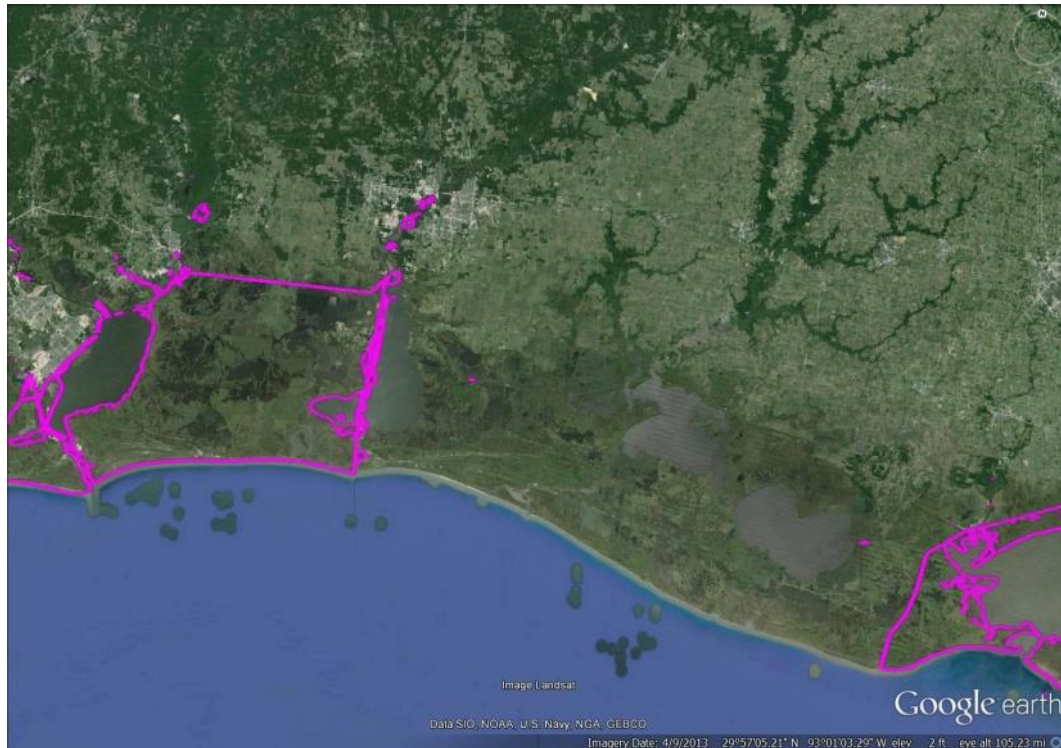 N
Image Landsat
Google earth
Data SIO, NOAA, U.S. Navy, NGA, GEBCO
Imagery Date: 4/9/2013 29°57'05.21" N 93°01'03.29" W elev 2 ft eye alt 105.23 mi